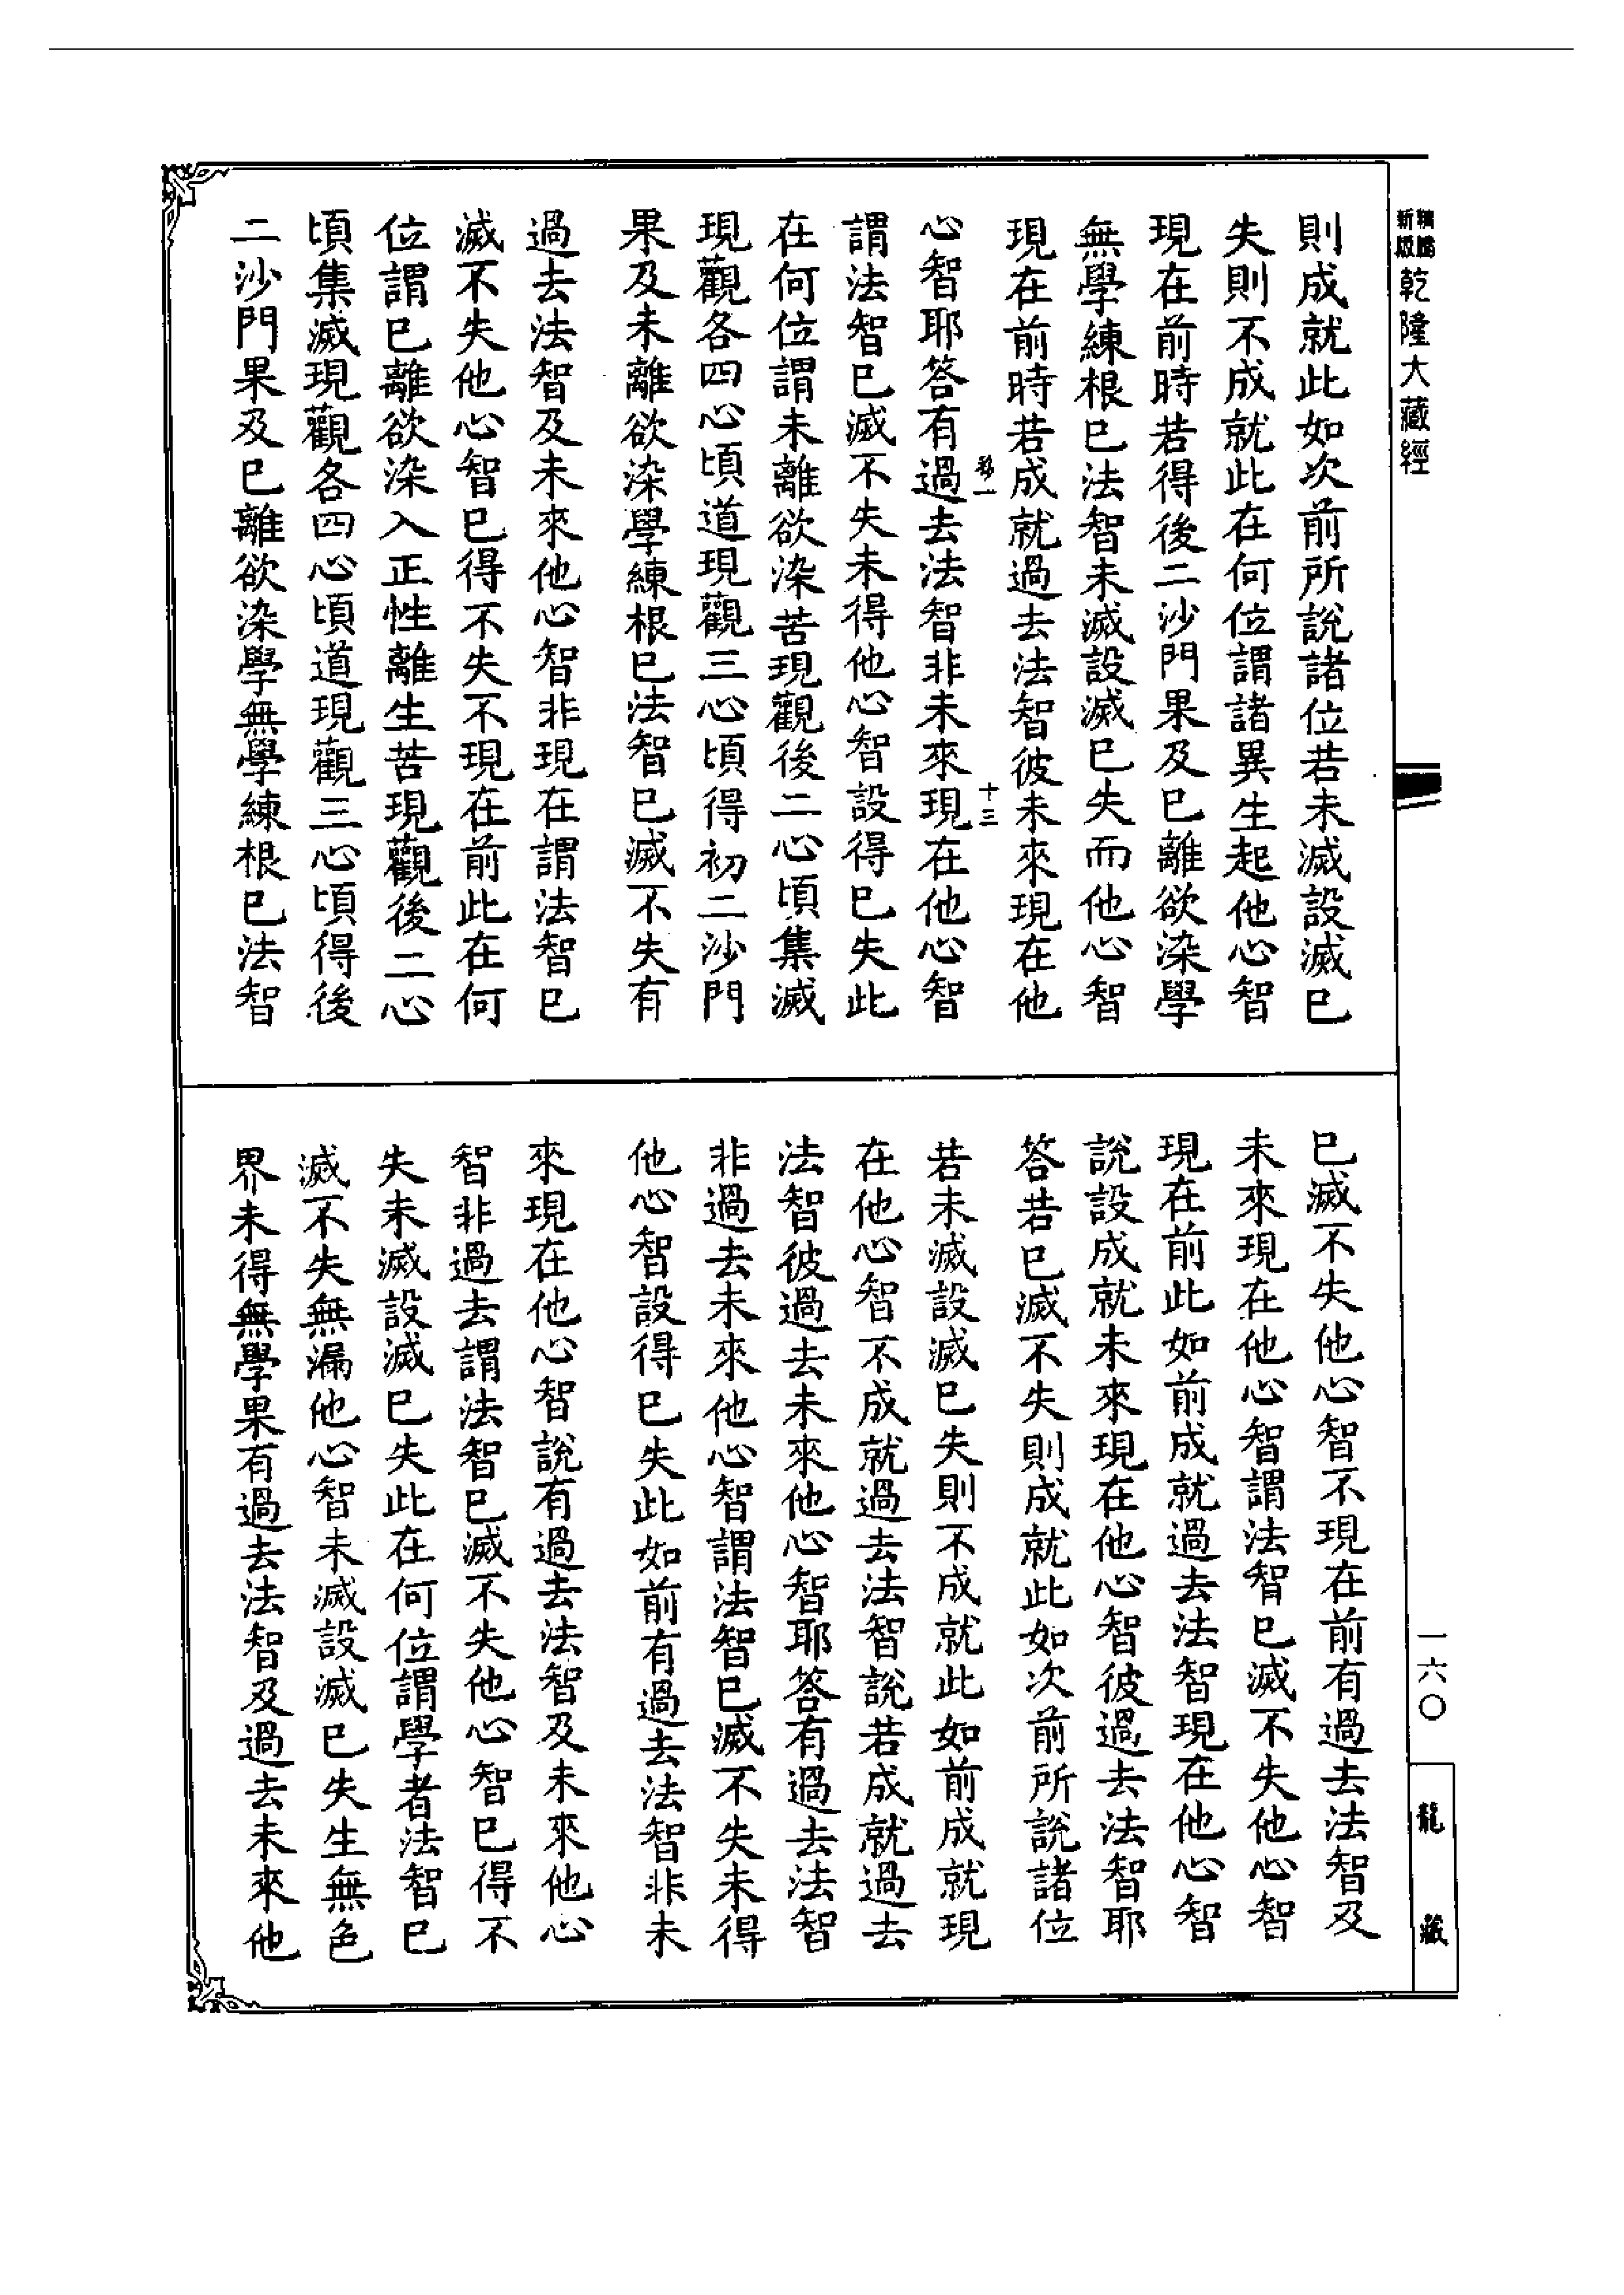 新版
乾隆大藏經
則成就此如次前所說諸位若未滅設滅已
失則不成就此在何位謂諸異生起他心智
現在前時若得後二沙門果及已離欲染學
無學練根已法智未滅設滅已失而他心智
現在前時若成就過去法智彼未來現在他
心智耶答有過去法智非未來現在他心智
十三
謂法智已滅不失未得他心智設得已失此
在何位謂未離欲染苦現觀後二心頃集滅
現觀各四心頃道現觀三心頃得初二沙門
果及未離欲染學練根已法智已滅不失有
過去法智及未來他心智非現在謂法智已
滅不失他心智已得不失不現在前此在何
位謂已離欲染入正性離生苦現觀後二心
頃集滅現觀各四心頃道現觀三心頃得後
二沙門果及已離欲染學無學練根已法智
已滅不失他心智不現在前有過去法智及
未來現在他心智謂法智已滅不失他心智
現在前此如前成就過去法智現在他心智
說設成就未來現在他心智彼過去法智耶
答若已滅不失則成就此如次前所說諸位
若未滅設滅已失則不成就此如前成就現
在他心智不成就過去法智說若成就過去
法智彼過去未來他心智耶答有過去法智
非過去未來他心智謂法智已滅不失未得
他心智設得已失此如前有過去法智非未
來現在他心智說有過去法智及未來他心
智非過去謂法智已滅不失他心智已得不
失未滅設滅已失此在何位謂學者法智已
滅不失無漏他心智未滅設滅已失生無色
界未得無學果有過去法智及過去未來他
一六〇
龍藏